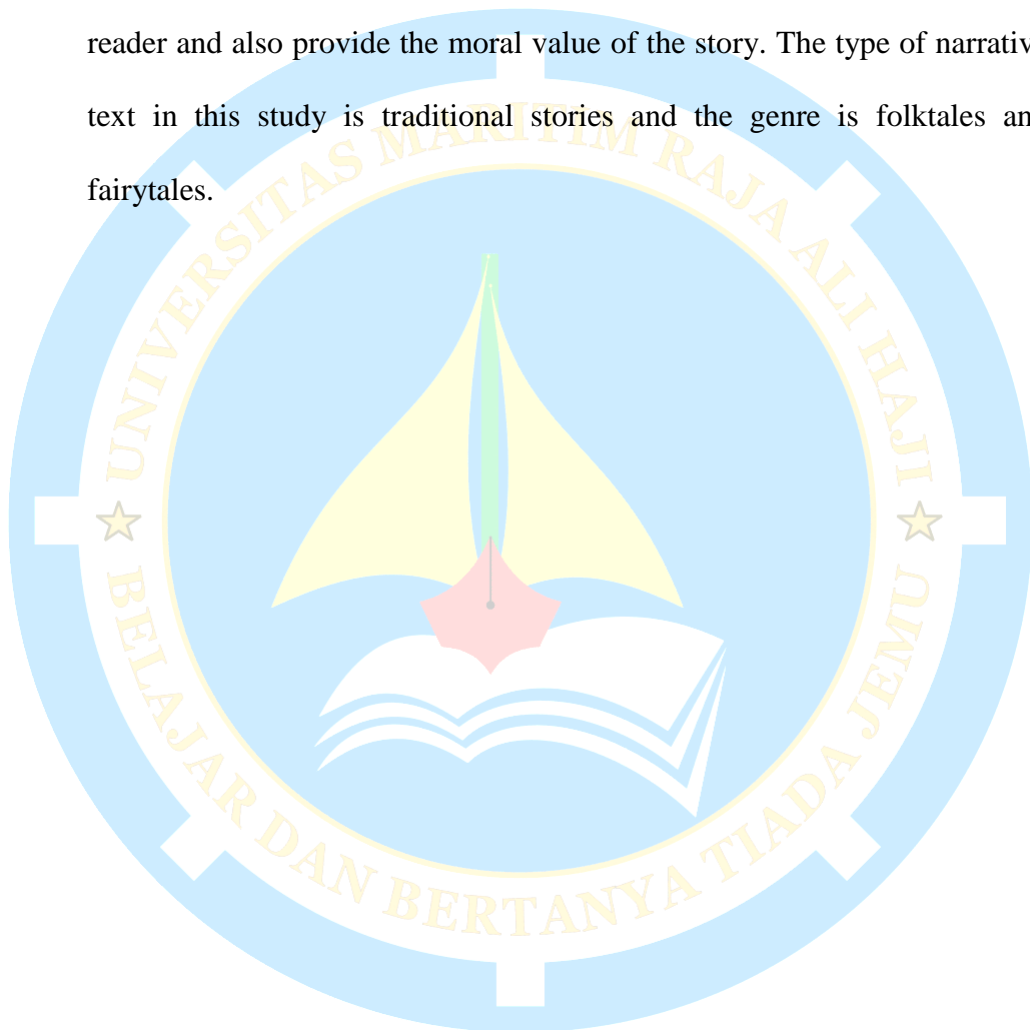 reader and also provide the moral value of the story. The type of narrativ
text in this study is traditional stories and the genre is folktales an
fairytales.
UNIVERSITAS MARITIM RAJA ALI HAJI
BELAJAR DAN BERTANYA TIADA JEMU